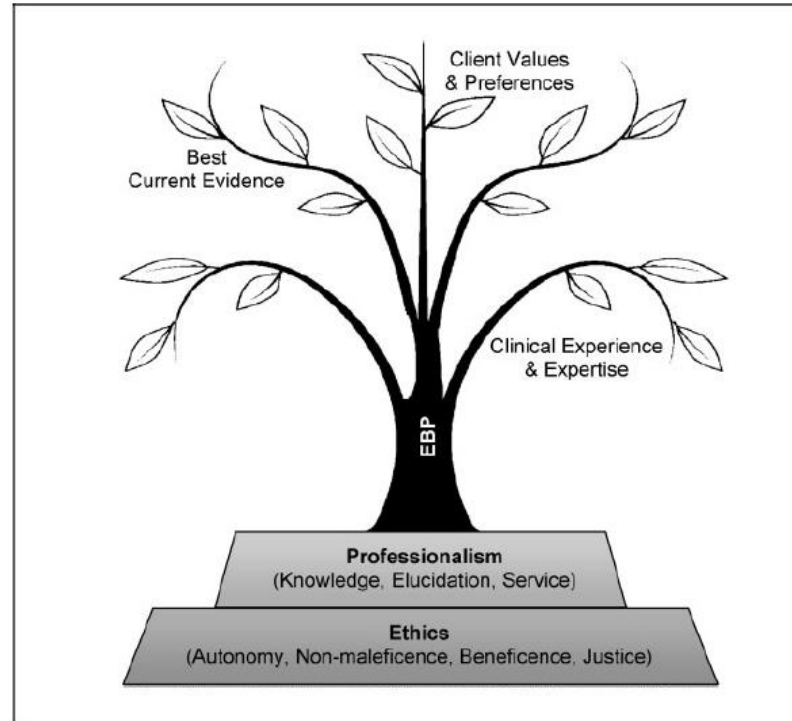 Client Values
& Preferences
Best
Current Evidence
Clinical Experience
& Expertise
EBP
Professionalism
(Knowledge, Elucidation, Service)
Ethics
(Autonomy, Non-maleficence, Beneficence, Justice)